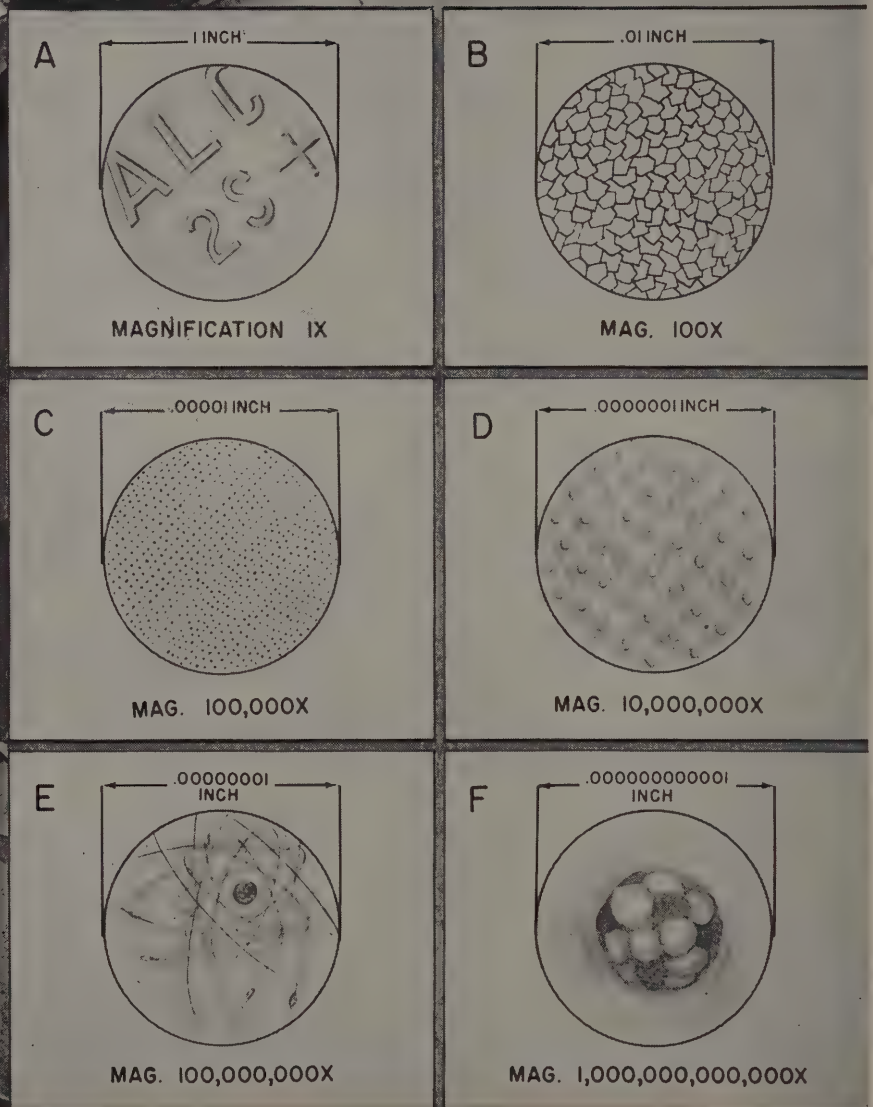 A
1 INCH
ALC
2S +
MAGNIFICATION 1X
B
.01 INCH
MAG. 100X
C
.00001 INCH
MAG. 100,000X
D
.0000001 INCH
MAG. 10,000,000X
E
.00000001
INCH
MAG. 100,000,000X
F
.000000000001
INCH
MAG. 1,000,000,000,000X